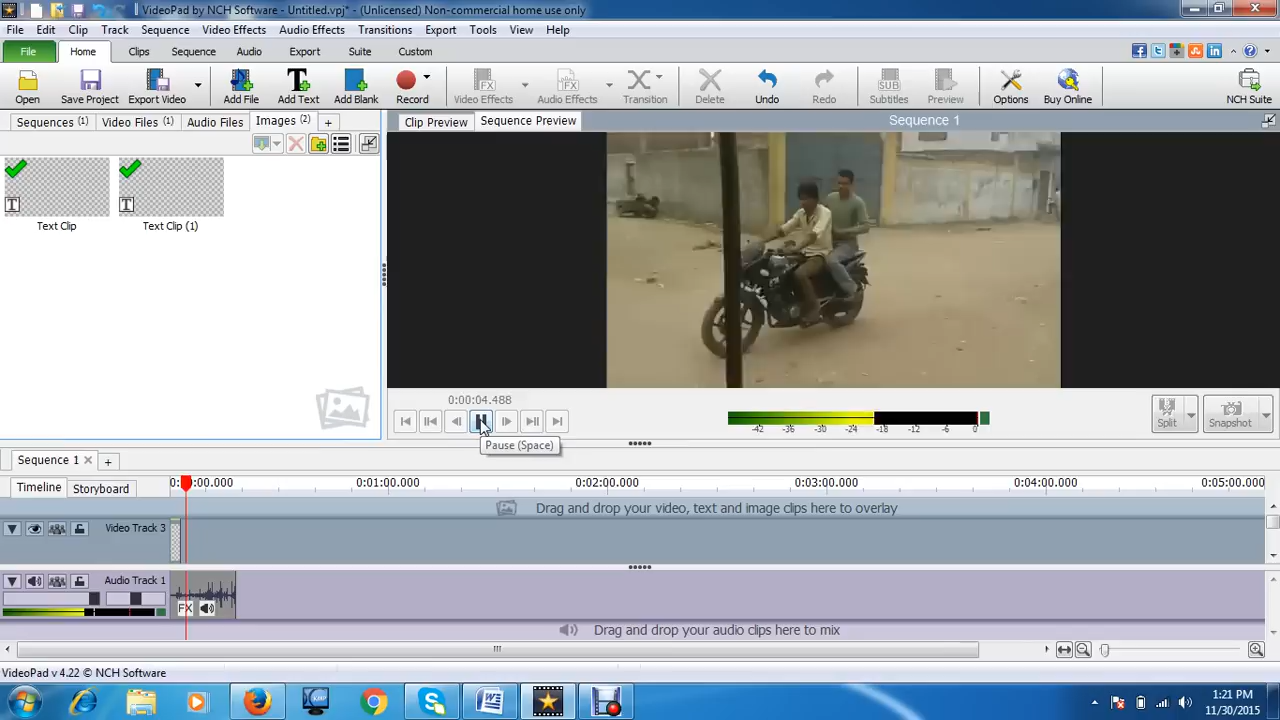 VideoPad by NCH Software - Untitled.vpj* - (Unlicensed) Non-commercial home use only
File Edit Clip Track Sequence Video Effects Audio Effects Transitions Export Tools View Help
File Home Clips Sequence Audio Export Suite Custom
Open Save Project Export Video Add File Add Text Add Blank Record Video Effects Audio Effects Transition Delete Undo Redo Subtitles Preview Options Buy Online NCH Suite
Sequences (1) Video Files (1) Audio Files Images (2) +
Clip Preview Sequence Preview Sequence 1
Text Clip Text Clip (1)
0:00:04.488
-42 -36 -30 -24 -18 -12 -6 0
Split Snapshot
Pause (Space)
Sequence 1 +
Timeline Storyboard
0:00:00.000 0:01:00.000 0:02:00.000 0:03:00.000 0:04:00.000 0:05:00.000
Drag and drop your video, text and image clips here to overlay
Video Track 3
Audio Track 1
FX
Drag and drop your audio clips here to mix
VideoPad v 4.22 © NCH Software
1:21 PM
11/30/2015